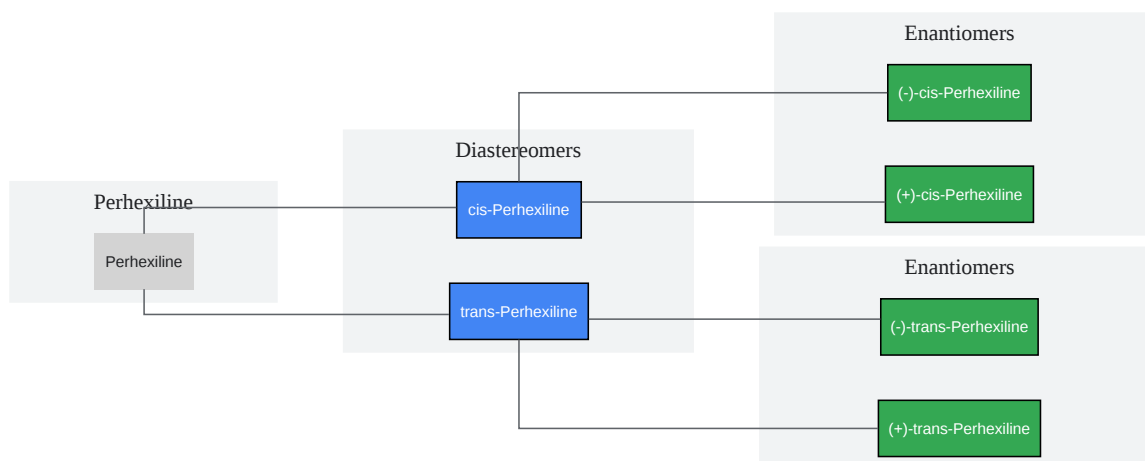 Perhexiline
Perhexiline
Diastereomers
cis-Perhexiline
trans-Perhexiline
Enantiomers
(-)-cis-Perhexiline
(+)-cis-Perhexiline
Enantiomers
(-)-trans-Perhexiline
(+)-trans-Perhexiline